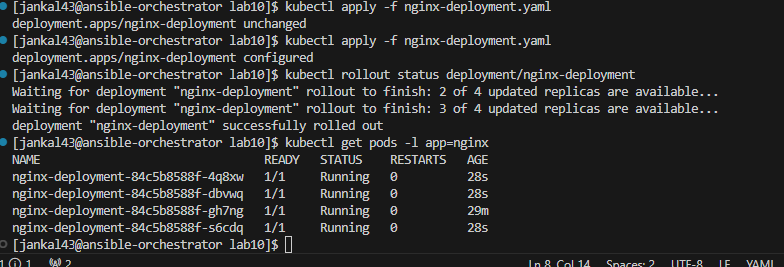 [jankal43@ansible-orchestrator lab10]$ kubectl apply -f nginx-deployment.yaml
deployment.apps/nginx-deployment unchanged
[jankal43@ansible-orchestrator lab10]$ kubectl apply -f nginx-deployment.yaml
deployment.apps/nginx-deployment configured
[jankal43@ansible-orchestrator lab10]$ kubectl rollout status deployment/nginx-deployment
Waiting for deployment "nginx-deployment" rollout to finish: 2 of 4 updated replicas are available...
Waiting for deployment "nginx-deployment" rollout to finish: 3 of 4 updated replicas are available...
deployment "nginx-deployment" successfully rolled out
[jankal43@ansible-orchestrator lab10]$ kubectl get pods -l app=nginx
NAME READY STATUS RESTARTS AGE
nginx-deployment-84c5b8588f-4q8xw 1/1 Running 0 28s
nginx-deployment-84c5b8588f-dbvwq 1/1 Running 0 28s
nginx-deployment-84c5b8588f-gh7ng 1/1 Running 0 29m
nginx-deployment-84c5b8588f-s6cdq 1/1 Running 0 28s
[jankal43@ansible-orchestrator lab10]$
1 1 2 Ln 8, Col 14 Spaces: 2 UTF-8 LF YAML